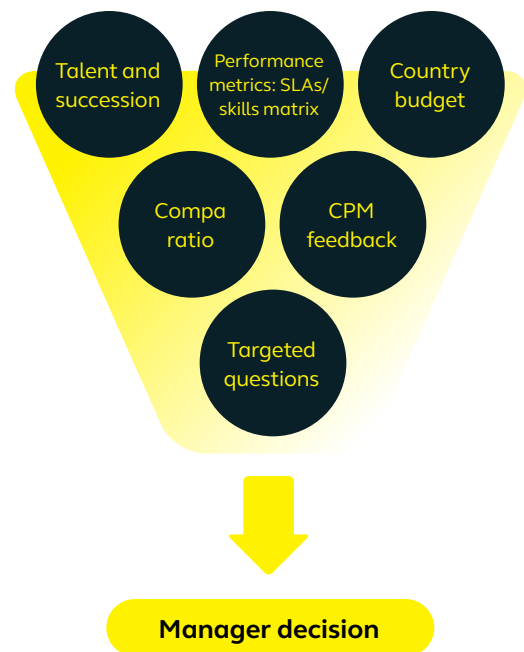 Talent and
succession
Performance
metrics: SLAs/
skills matrix
Country
budget
Compa
ratio
CPM
feedback
Targeted
questions
Manager decision